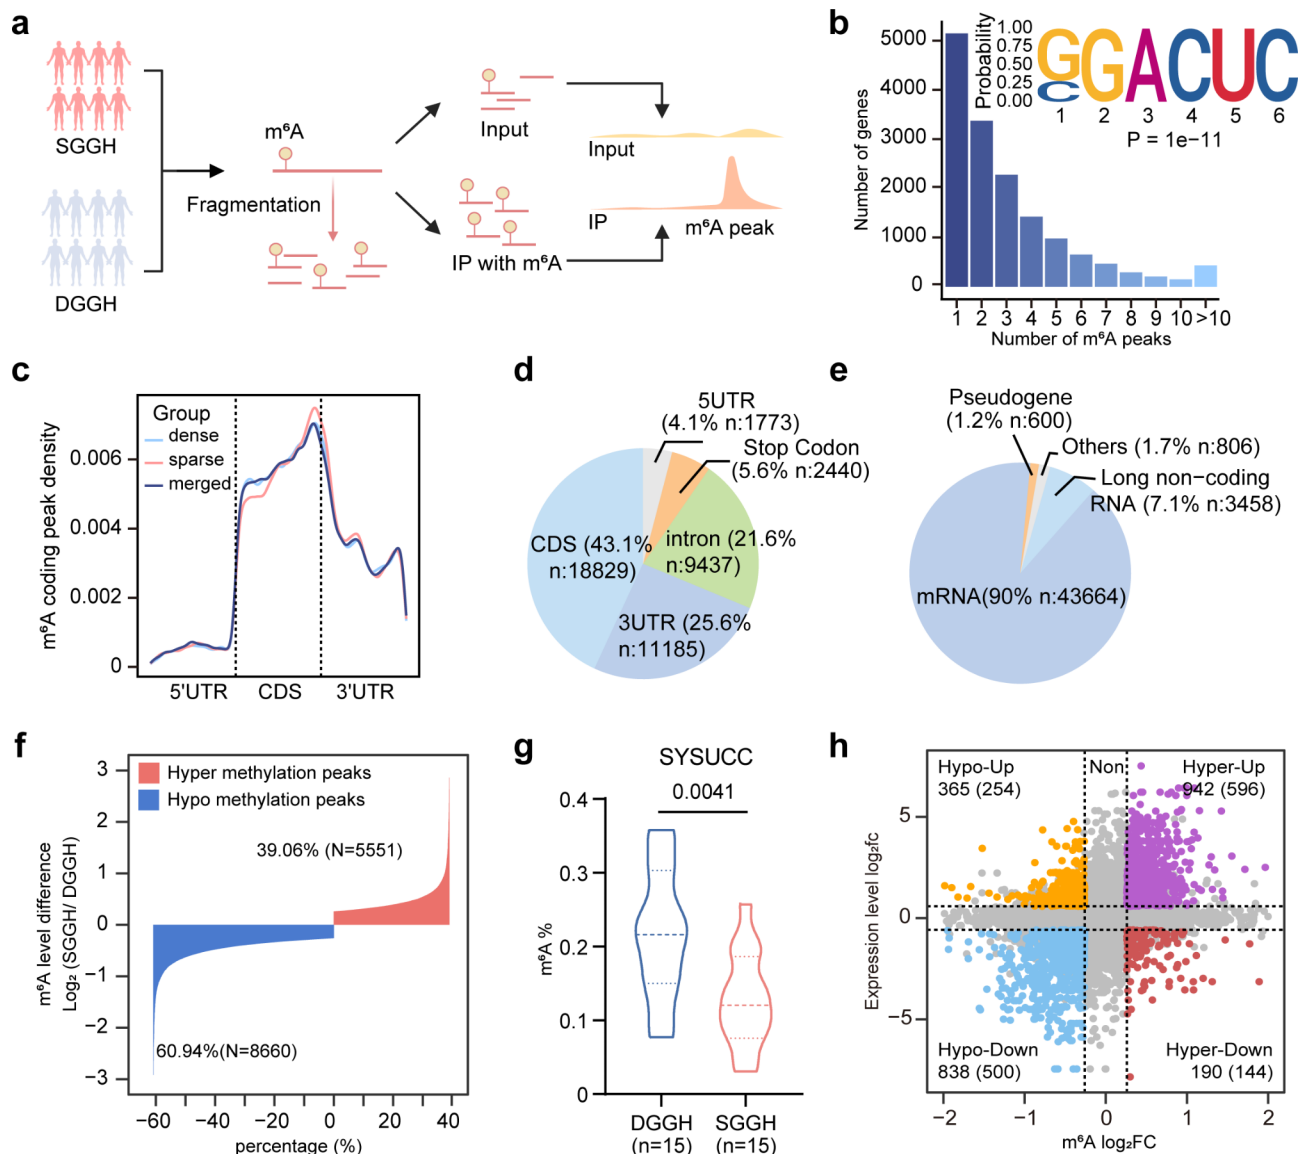 a
SGGH
DGGH
m⁶A
Fragmentation
Input
IP with m⁶A
Input
IP
m⁶A peak
b
Number of genes
5000
4000
3000
2000
1000
0
1 2 3 4 5 6 7 8 9 10 >10
Number of m⁶A peaks
Probability
1.00
0.75
0.50
0.25
0.00
G
C
GACUC
1 2 3 4 5 6
P = 1e−11
c
m⁶A coding peak density
0.006
0.004
0.002
0
Group
dense
sparse
merged
5'UTR CDS 3'UTR
d
5UTR
(4.1% n:1773)
Stop Codon
(5.6% n:2440)
CDS (43.1%
n:18829)
intron (21.6%
n:9437)
3UTR (25.6%
n:11185)
e
Pseudogene
(1.2% n:600)
Others (1.7% n:806)
Long non−coding
RNA (7.1% n:3458)
mRNA(90% n:43664)
f
m⁶A level difference
Log₂ (SGGH/ DGGH)
3
2
1
0
−1
−2
−3
Hyper methylation peaks
Hypo methylation peaks
39.06% (N=5551)
60.94%(N=8660)
−60 −40 −20 0 20 40
percentage (%)
g
SYSUCC
0.0041
m⁶A %
0.4
0.3
0.2
0.1
0
DGGH SGGH
(n=15) (n=15)
h
Expression level log₂fc
5
0
−5
Hypo-Up
365 (254)
Non
Hyper-Up
942 (596)
Hypo-Down
838 (500)
Hyper-Down
190 (144)
−2 −1 0 1 2
m⁶A log₂FC